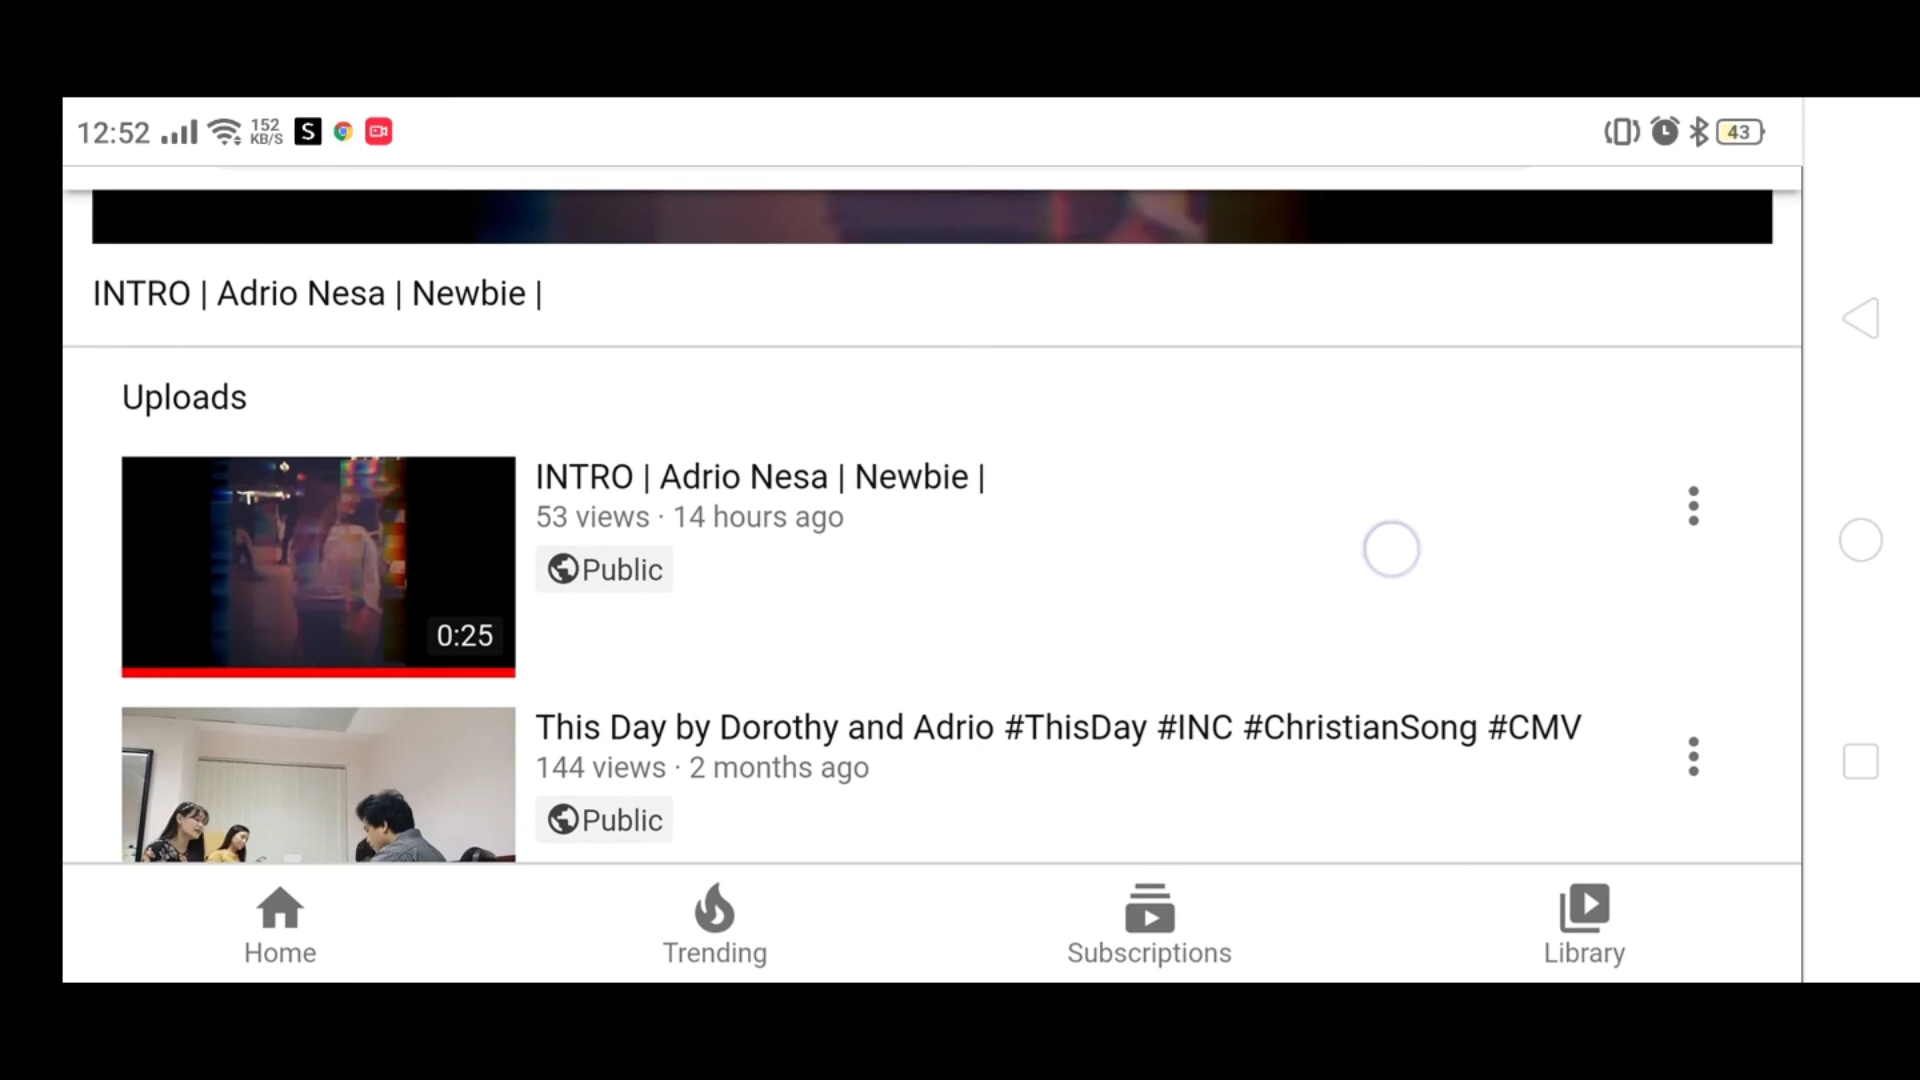 12:52 152 KB/S S 43
INTRO | Adrio Nesa | Newbie |
Uploads
INTRO | Adrio Nesa | Newbie |
53 views · 14 hours ago
Public
0:25
This Day by Dorothy and Adrio #ThisDay #INC #ChristianSong #CMV
144 views · 2 months ago
Public
Home Trending Subscriptions Library